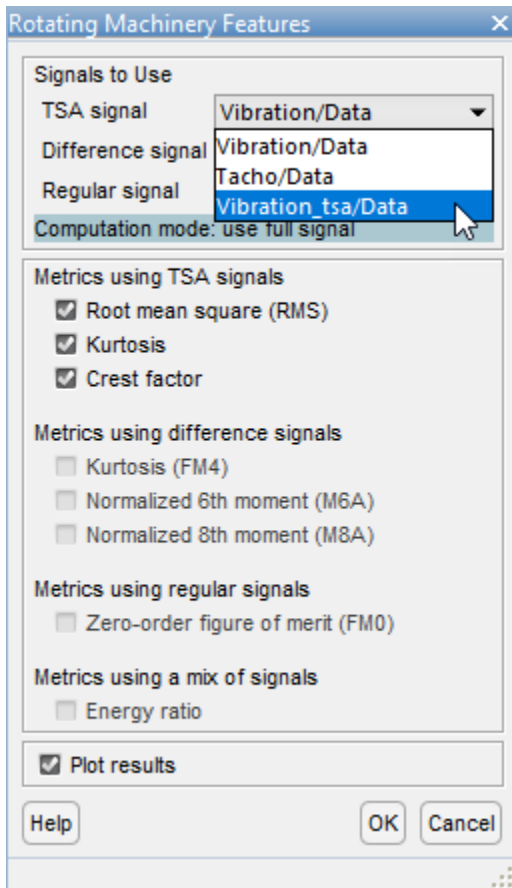 Rotating Machinery Features
Signals to Use
TSA signal Vibration/Data
Difference signal Vibration/Data
Tacho/Data
Regular signal Vibration_tsa/Data
Computation mode: use full signal
Metrics using TSA signals
Root mean square (RMS)
Kurtosis
Crest factor
Metrics using difference signals
Kurtosis (FM4)
Normalized 6th moment (M6A)
Normalized 8th moment (M8A)
Metrics using regular signals
Zero-order figure of merit (FM0)
Metrics using a mix of signals
Energy ratio
Plot results
Help OK Cancel